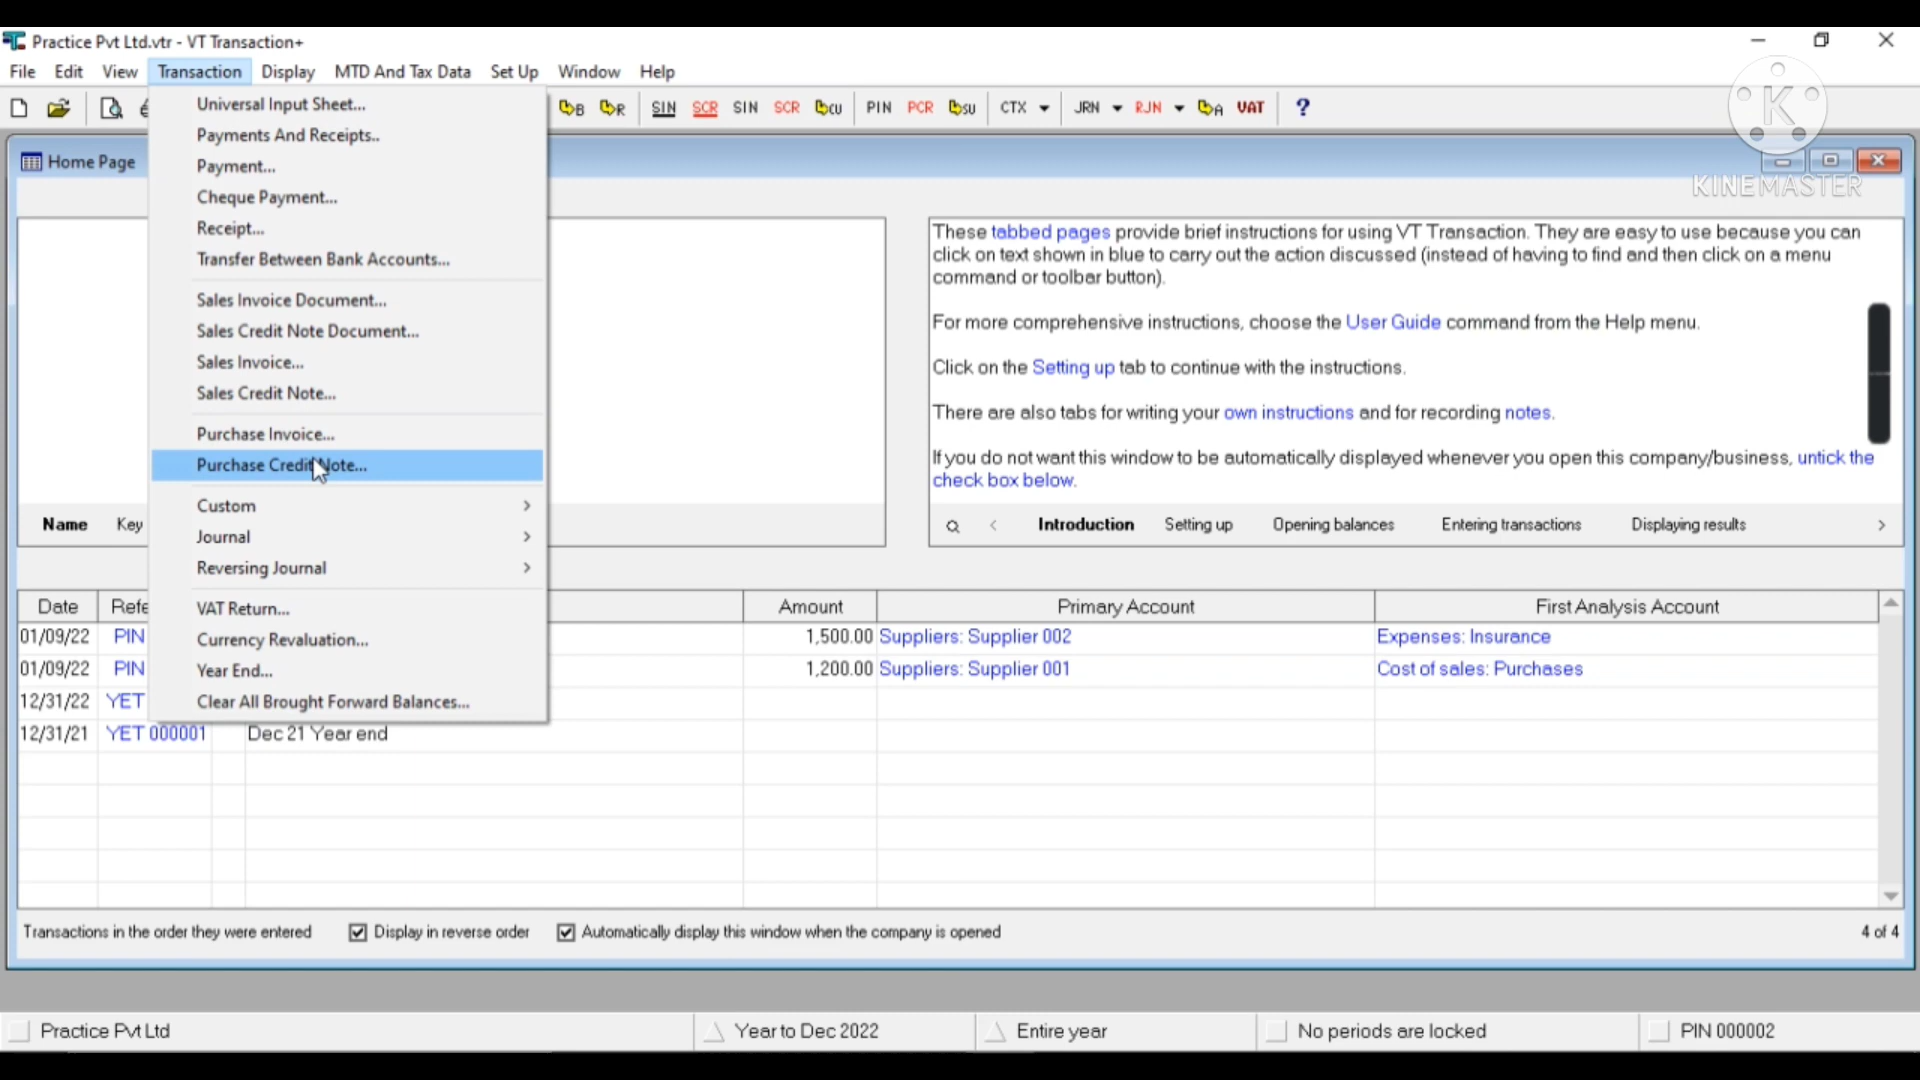 Practice Pvt Ltd.vtr - VT Transaction+
File Edit View Transaction Display MTD And Tax Data Set Up Window Help
B R SIN SCR SIN SCR CU PIN PCR SU CTX JRN RJN A VAT ?
KINEMASTER
Home Page
Universal Input Sheet...
Payments And Receipts..
Payment...
Cheque Payment...
Receipt...
Transfer Between Bank Accounts...
Sales Invoice Document...
Sales Credit Note Document...
Sales Invoice...
Sales Credit Note...
Purchase Invoice...
Purchase Credit Note...
Custom
Journal
Reversing Journal
VAT Return...
Currency Revaluation...
Year End...
Clear All Brought Forward Balances...
These tabbed pages provide brief instructions for using VT Transaction. They are easy to use because you can
click on text shown in blue to carry out the action discussed (instead of having to find and then click on a menu
command or toolbar button).
For more comprehensive instructions, choose the User Guide command from the Help menu.
Click on the Setting up tab to continue with the instructions.
There are also tabs for writing your own instructions and for recording notes.
If you do not want this window to be automatically displayed whenever you open this company/business, untick the
check box below.
Name Key
Introduction Setting up Opening balances Entering transactions Displaying results
Date Refe Amount Primary Account First Analysis Account
01/09/22 PIN 1,500.00 Suppliers: Supplier 002 Expenses: Insurance
01/09/22 PIN 1,200.00 Suppliers: Supplier 001 Cost of sales: Purchases
12/31/22 YET
12/31/21 YET 000001 Dec 21 Year end
Transactions in the order they were entered Display in reverse order Automatically display this window when the company is opened 4 of 4
Practice Pvt Ltd Year to Dec 2022 Entire year No periods are locked PIN 000002